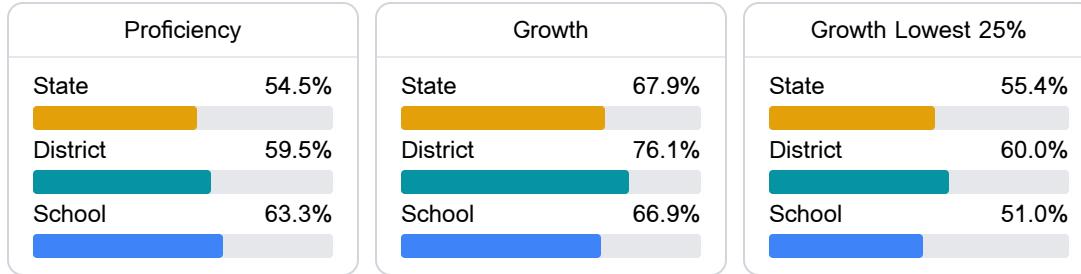 Proficiency
State 54.5%
District 59.5%
School 63.3%
Growth
State 67.9%
District 76.1%
School 66.9%
Growth Lowest 25%
State 55.4%
District 60.0%
School 51.0%